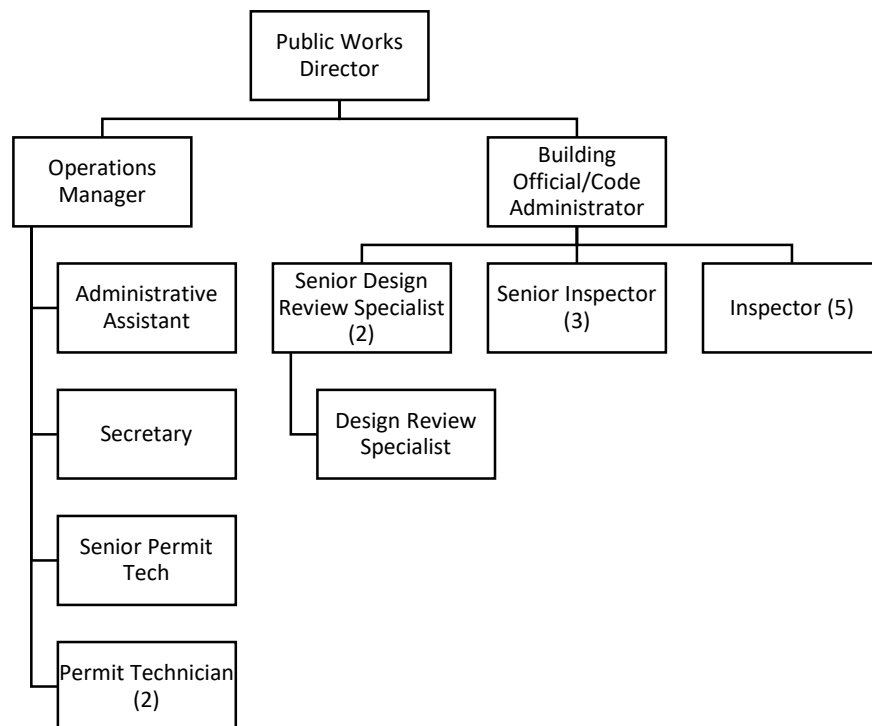 Public Works
Director
Operations
Manager
Building
Official/Code
Administrator
Administrative
Assistant
Senior Design
Review Specialist
(2)
Senior Inspector
(3)
Inspector (5)
Secretary
Design Review
Specialist
Senior Permit
Tech
Permit Technician
(2)